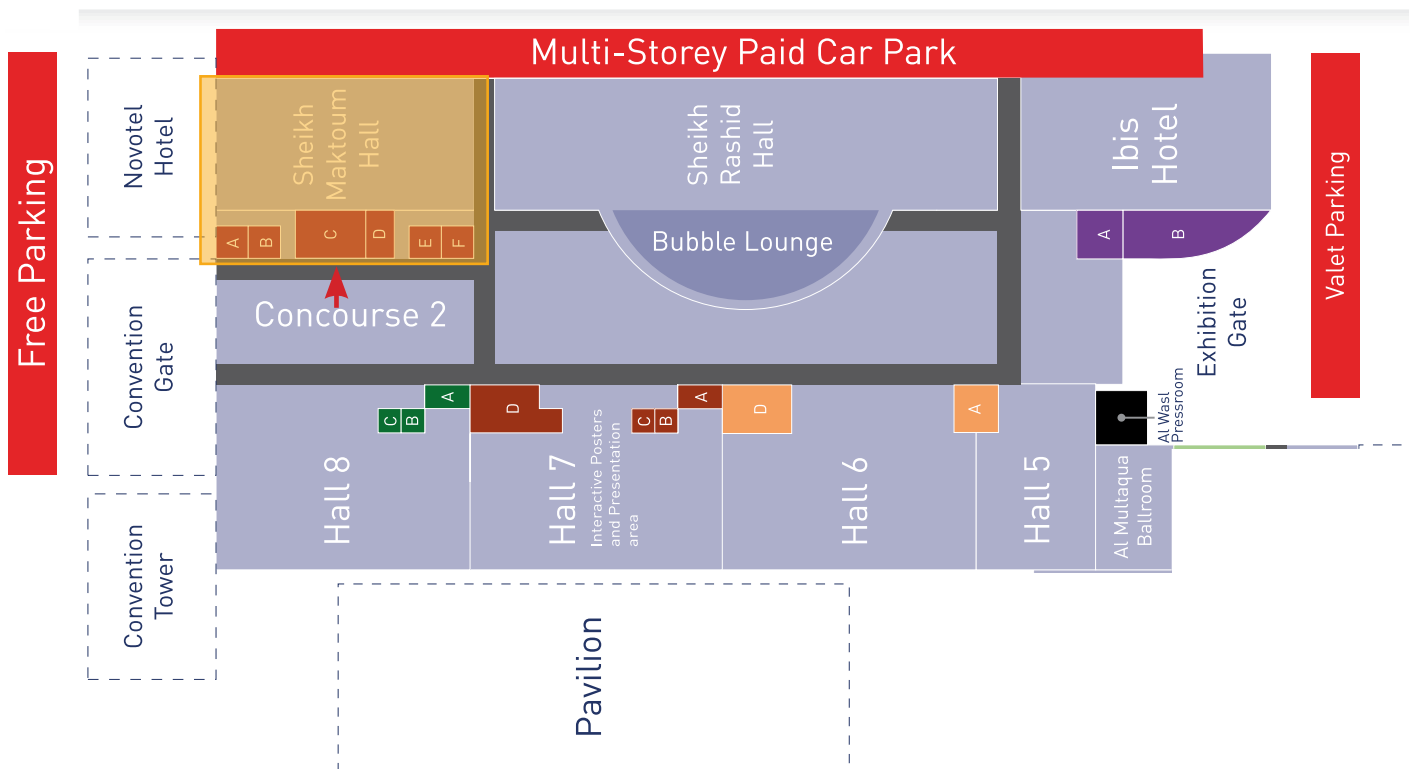 Multi-Storey Paid Car Park
Free Parking
Novotel
Hotel
Sheikh
Maktoum
Hall
Sheikh
Rashid
Hall
Ibis
Hotel
Valet Parking
A
B
C
D
E
F
Bubble Lounge
A
B
Convention
Gate
Concourse 2
Exhibition
Gate
C
B
A
D
C
B
A
D
A
Al Wasl
Pressroom
Hall 8
Hall 7
Interactive Posters
and Presentation
area
Hall 6
Hall 5
Al Multaqua
Ballroom
Convention
Tower
Pavilion